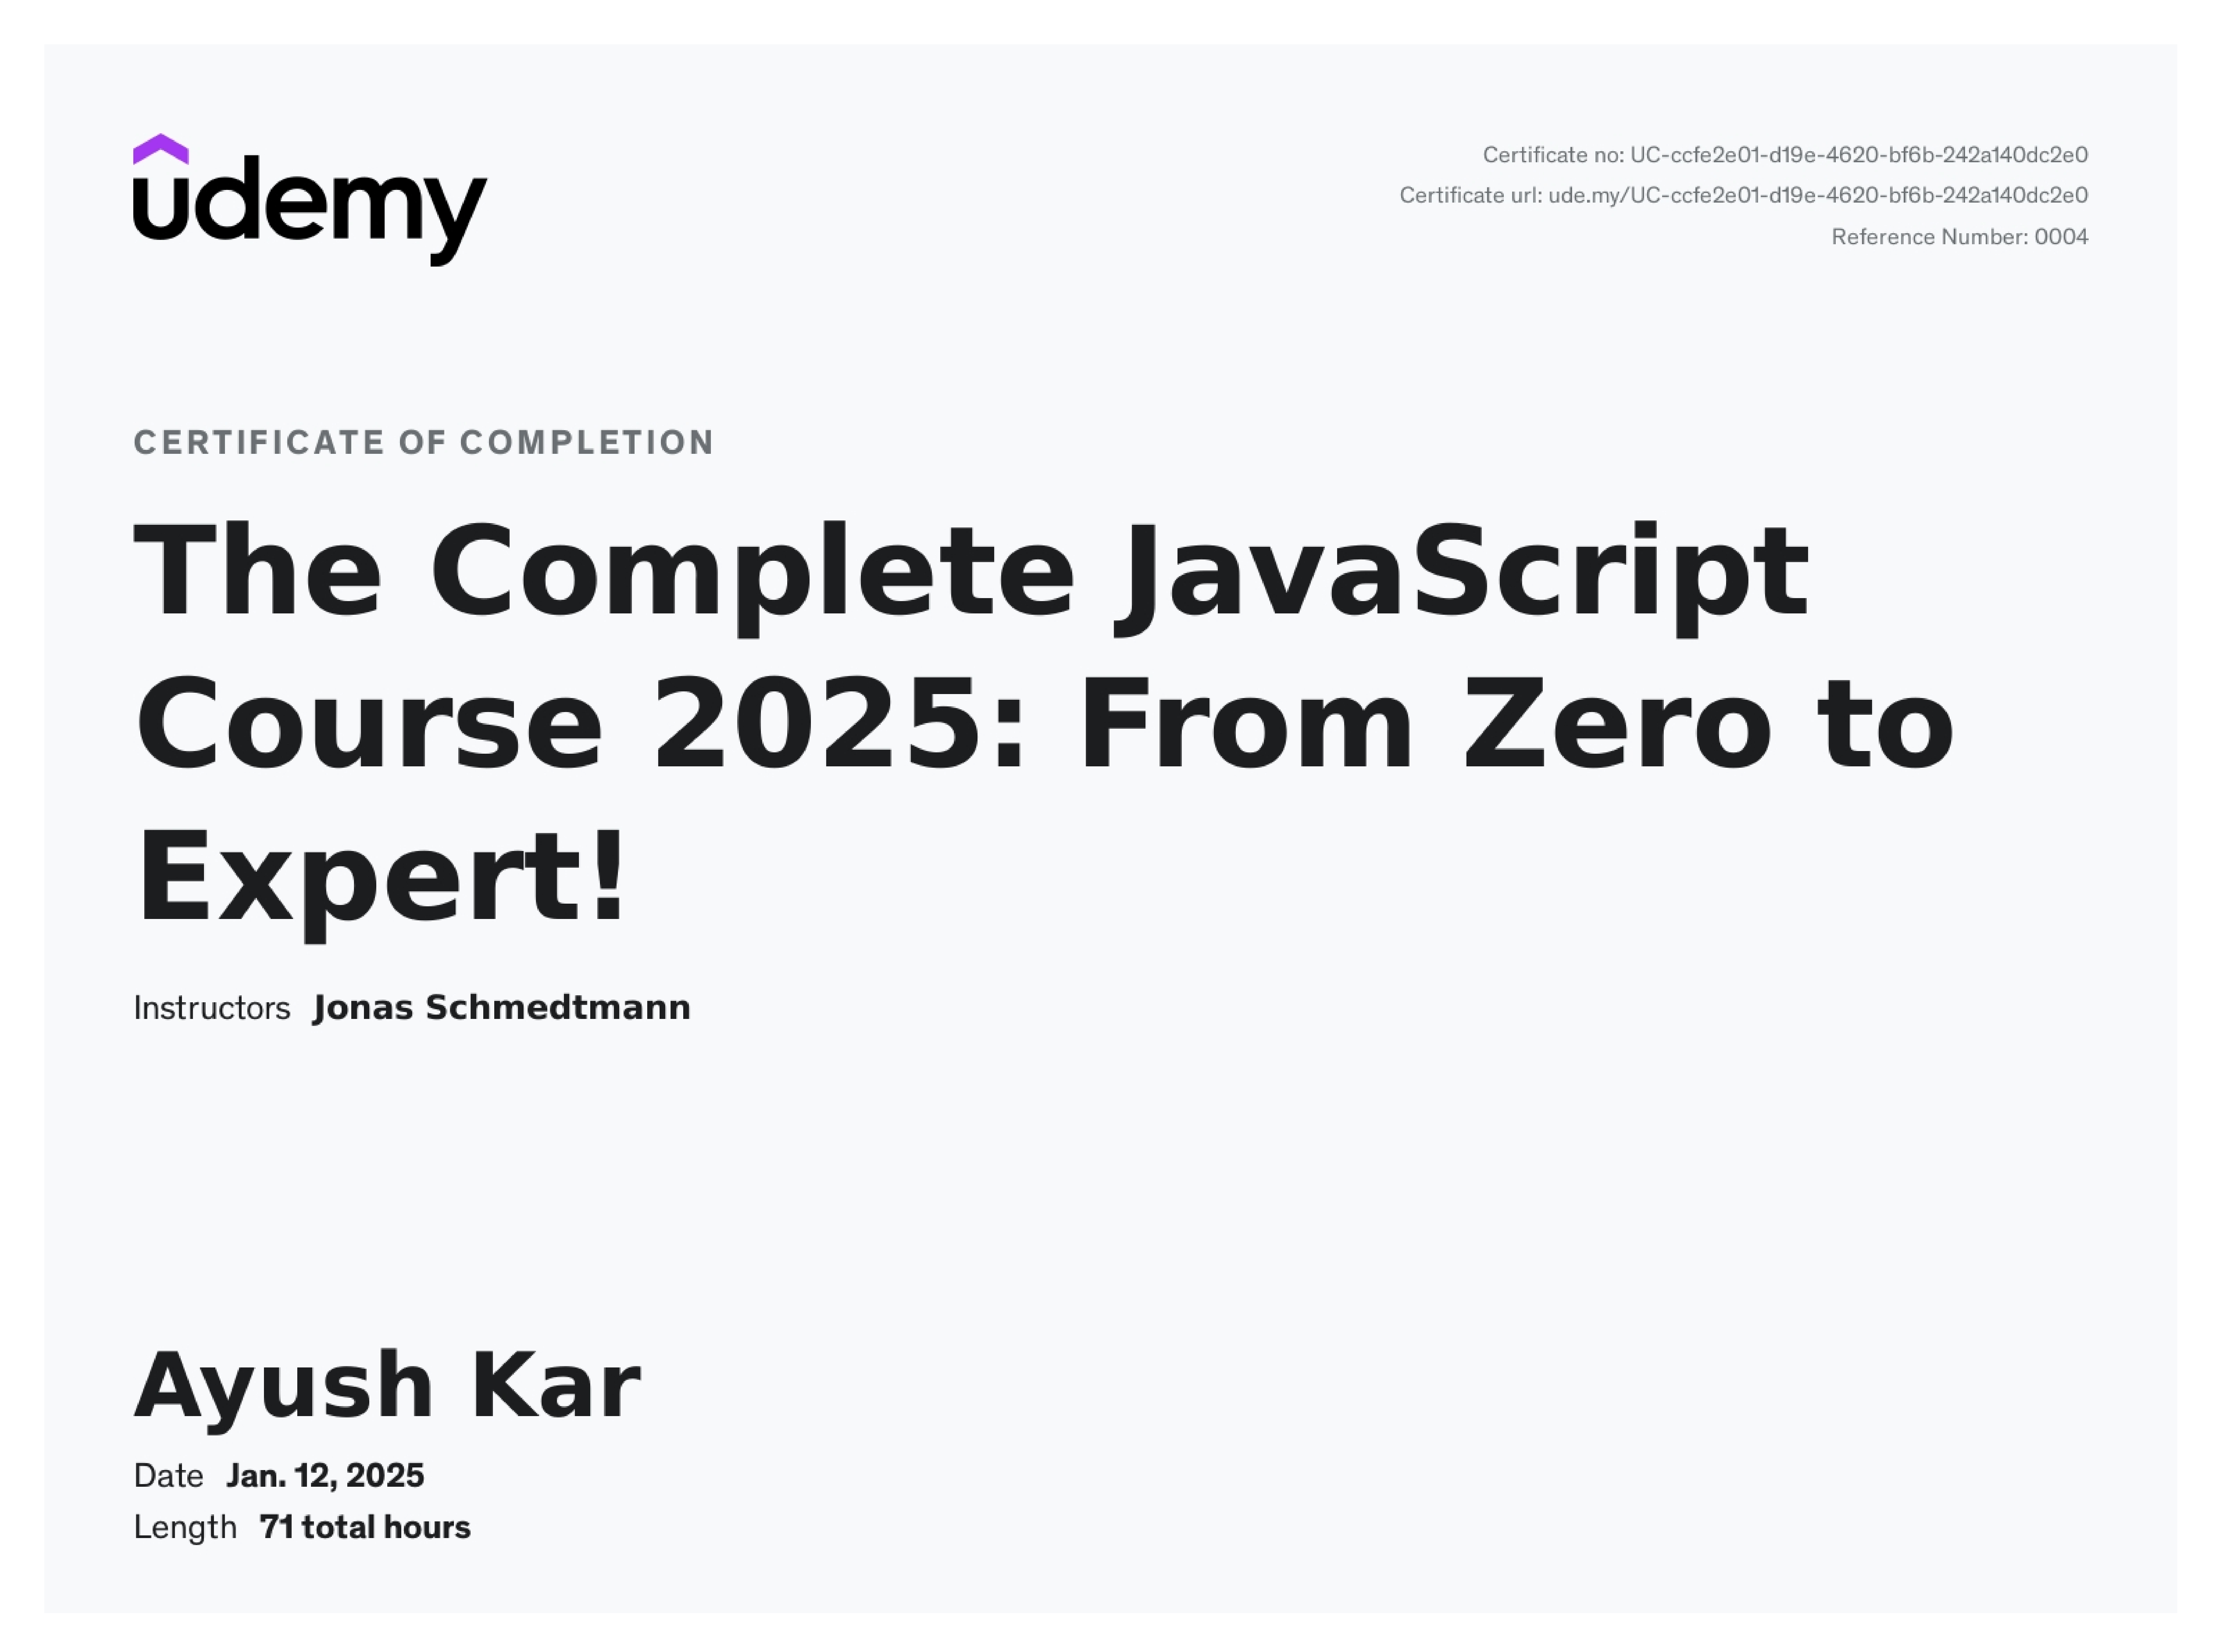 udemy
Certificate no: UC-ccfe2e01-d19e-4620-bf6b-242a140dc2e0
Certificate url: ude.my/UC-ccfe2e01-d19e-4620-bf6b-242a140dc2e0
Reference Number: 0004
CERTIFICATE OF COMPLETION
The Complete JavaScript
Course 2025: From Zero to
Expert!
Instructors Jonas Schmedtmann
Ayush Kar
Date Jan. 12, 2025
Length 71 total hours